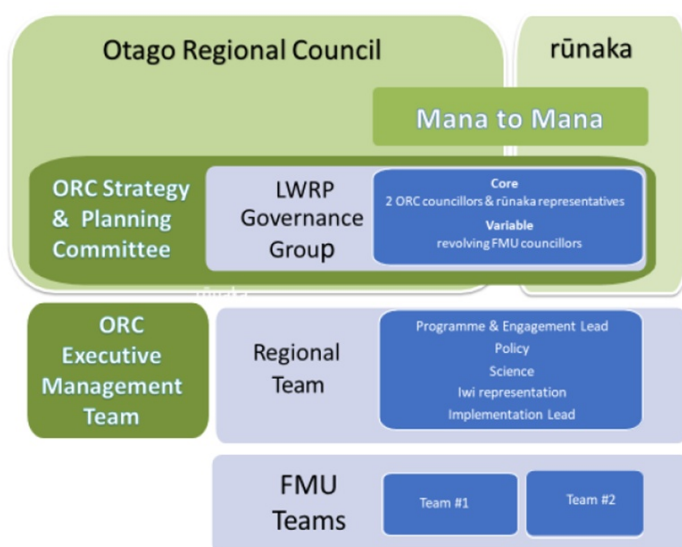 Otago Regional Council
rūnaka
Mana to Mana
ORC Strategy
& Planning
Committee
LWRP
Governance
Group
Core
2 ORC councillors & rūnaka representatives
Variable
revolving FMU councillors
rūnaka
ORC
Executive
Management
Team
Regional
Team
Programme & Engagement Lead
Policy
Science
Iwi representation
Implementation Lead
FMU
Teams
Team #1
Team #2